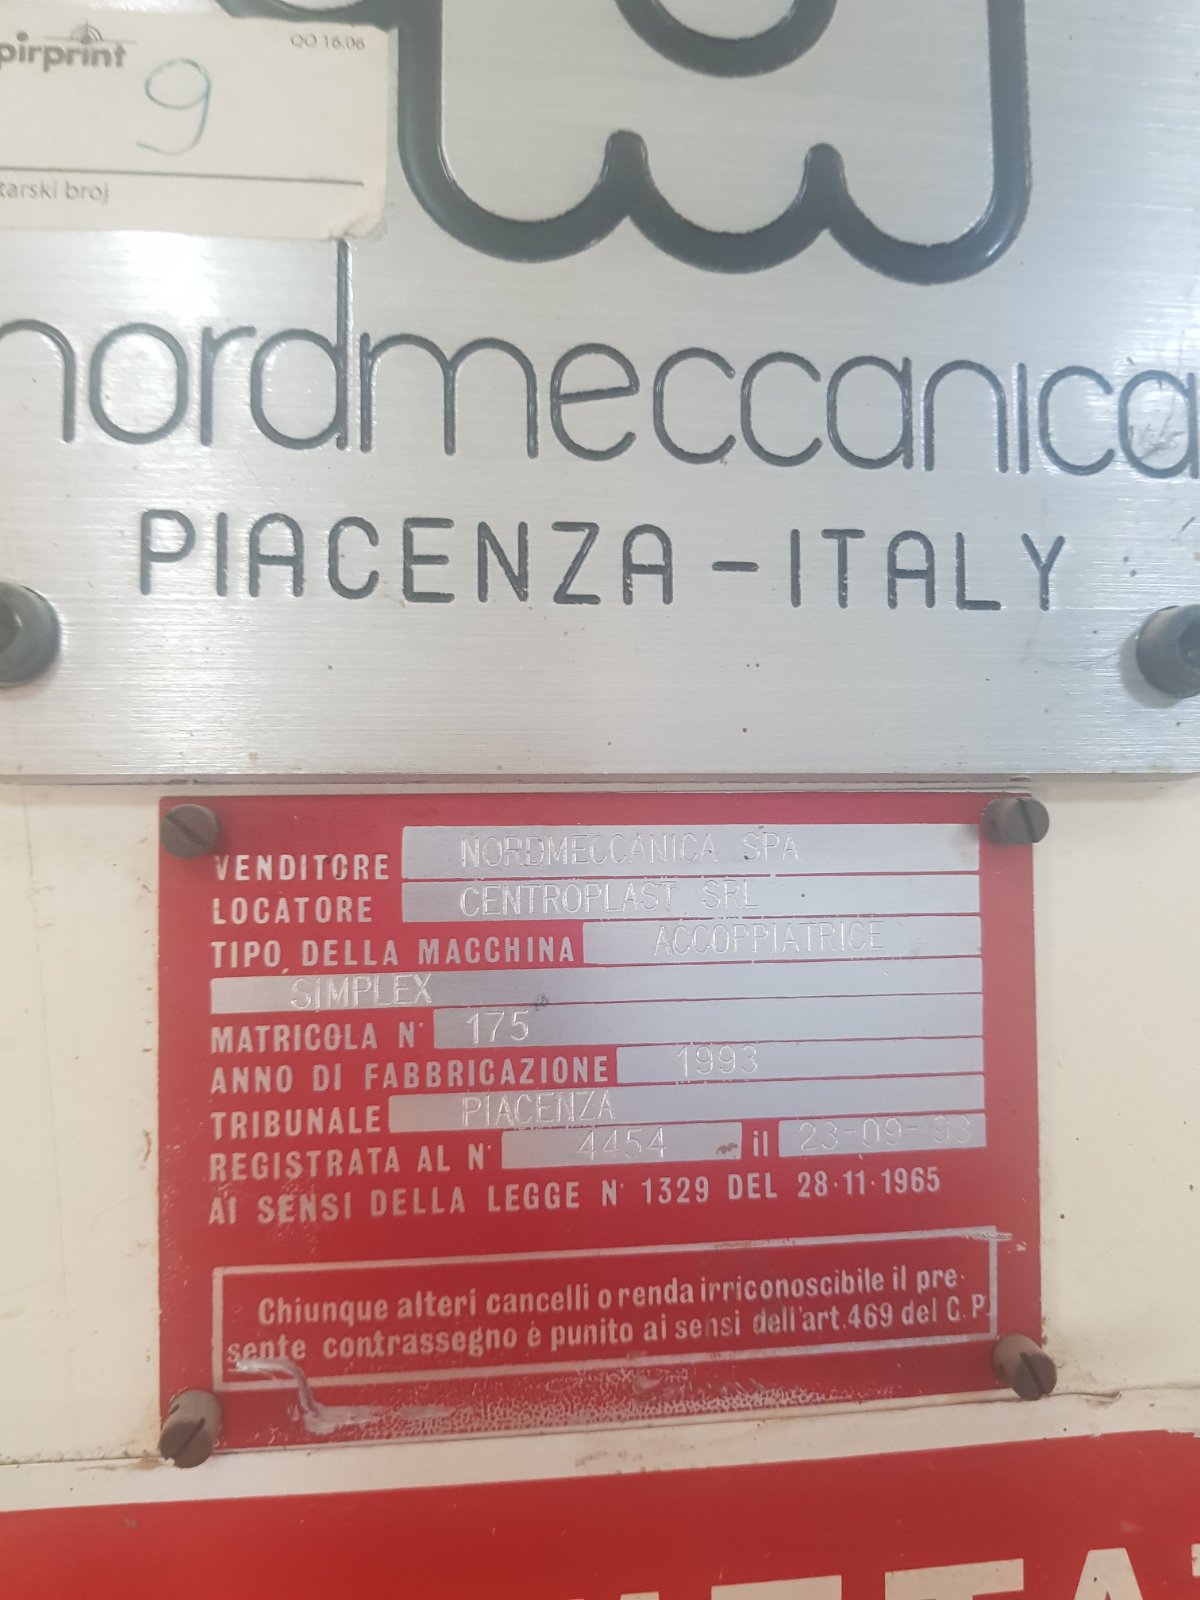 pirprint QO 16.06
9
tarski broj
nordmeccanica
PIACENZA - ITALY
VENDITORE NORDMECCANICA SPA
LOCATORE CENTROPLAST SRL
TIPO DELLA MACCHINA ACCOPPIATRICE
SIMPLEX
MATRICOLA N° 175
ANNO DI FABBRICAZIONE 1993
TRIBUNALE PIACENZA
REGISTRATA AL N° 4454 il 23-09-93
AI SENSI DELLA LEGGE N° 1329 DEL 28·11·1965
Chiunque alteri cancelli o renda irriconoscibile il pre-
sente contrassegno è punito ai sensi dell'art.469 del C.P.